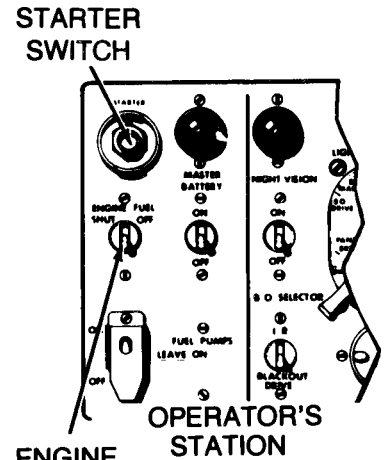 STARTER
SWITCH
STARTER
MASTER
BATTERY
NIGHT VISION
ENGINE FUEL
SHUT OFF
ON
OFF
ON
OFF
B O SELECTOR
I R
BLACKOUT
DRIVE
FUEL PUMPS
LEAVE ON
OFF
OPERATOR'S
STATION
ENGINE